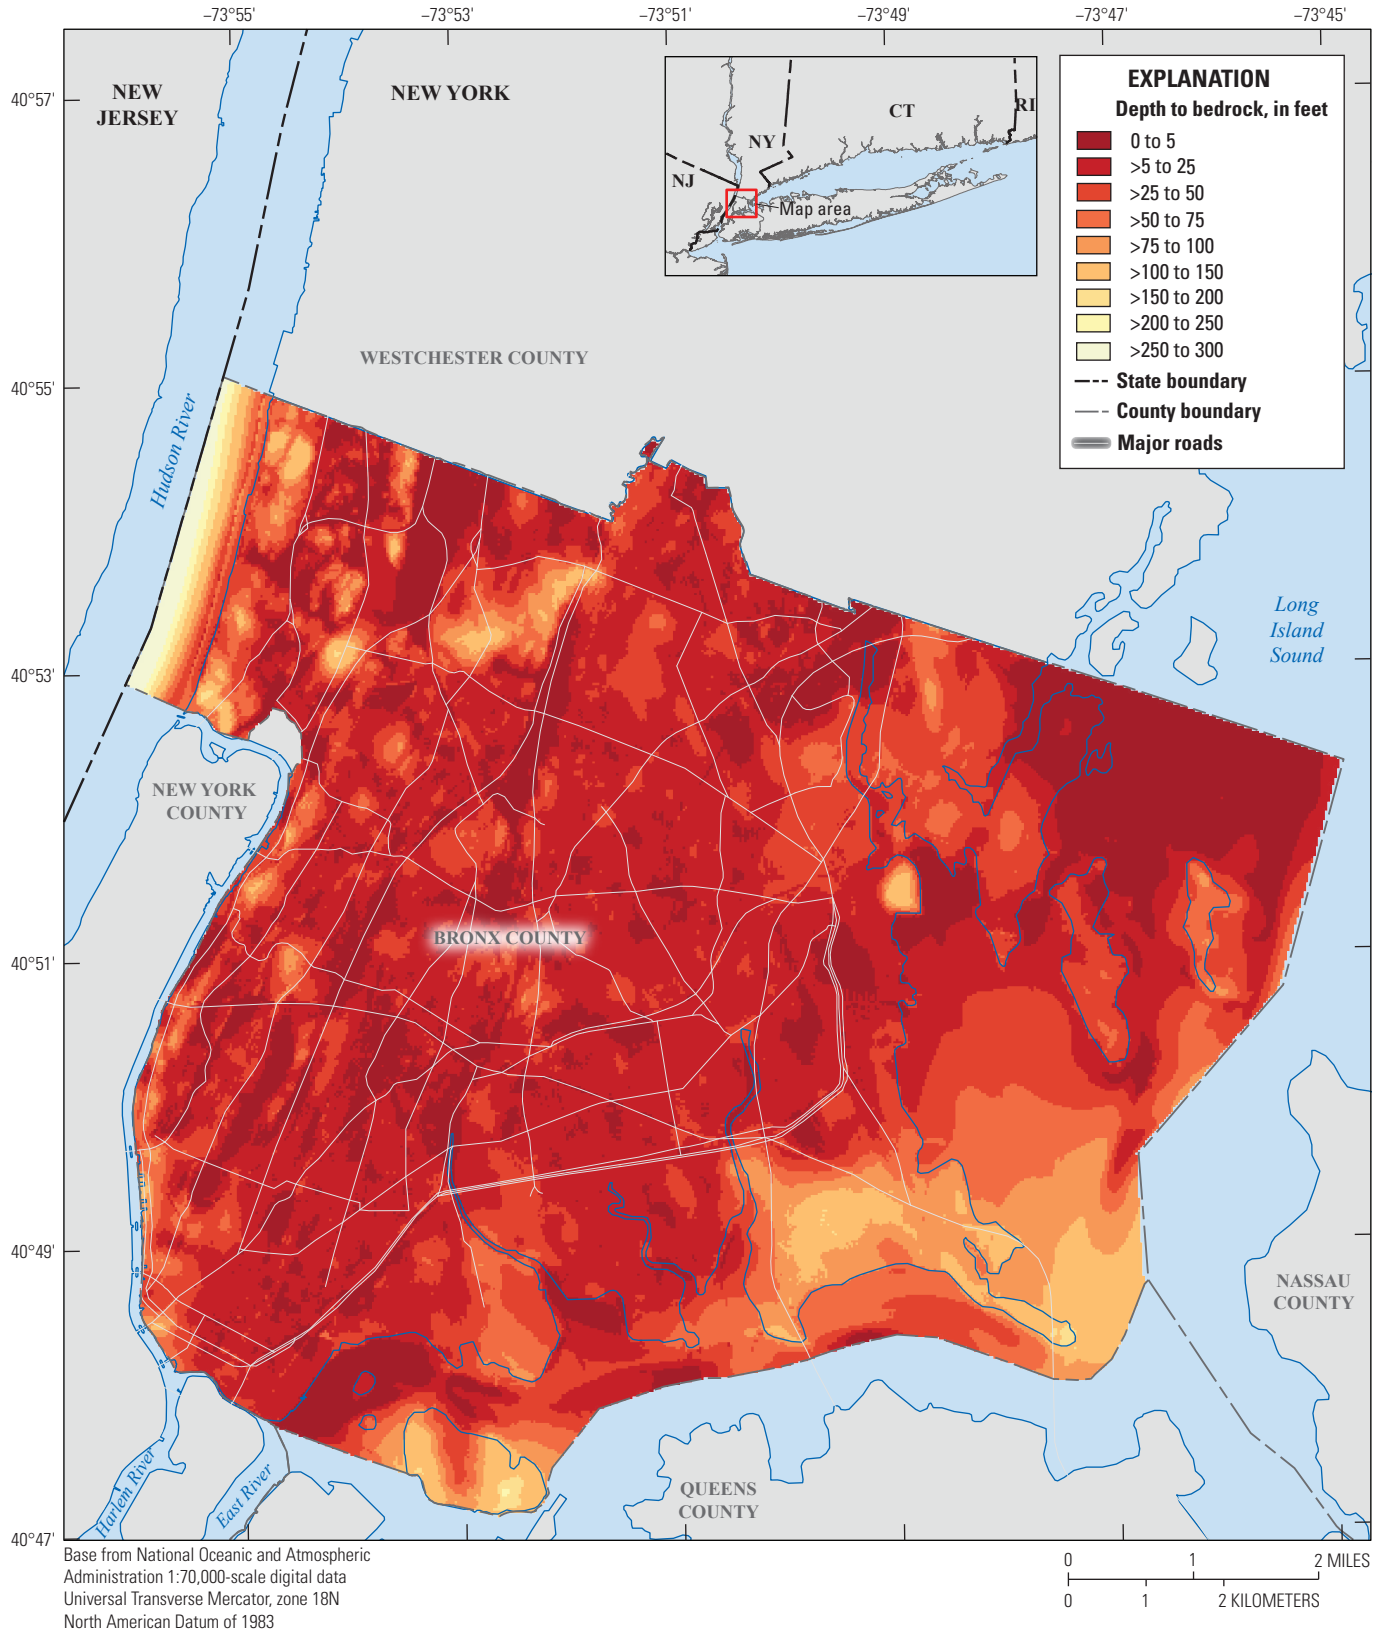 –73°55'
–73°53'
–73°51'
–73°49'
–73°47'
–73°45'
40°57'
40°55'
40°53'
40°51'
40°49'
40°47'
NEW
JERSEY
NEW YORK
CT
RI
NY
NJ
Map area
EXPLANATION
Depth to bedrock, in feet
0 to 5
>5 to 25
>25 to 50
>50 to 75
>75 to 100
>100 to 150
>150 to 200
>200 to 250
>250 to 300
State boundary
County boundary
Major roads
WESTCHESTER COUNTY
Hudson River
Long
Island
Sound
NEW YORK
COUNTY
BRONX COUNTY
NASSAU
COUNTY
QUEENS
COUNTY
Harlem River
East River
Base from National Oceanic and Atmospheric
Administration 1:70,000-scale digital data
Universal Transverse Mercator, zone 18N
North American Datum of 1983
0 1 2 MILES
0 1 2 KILOMETERS